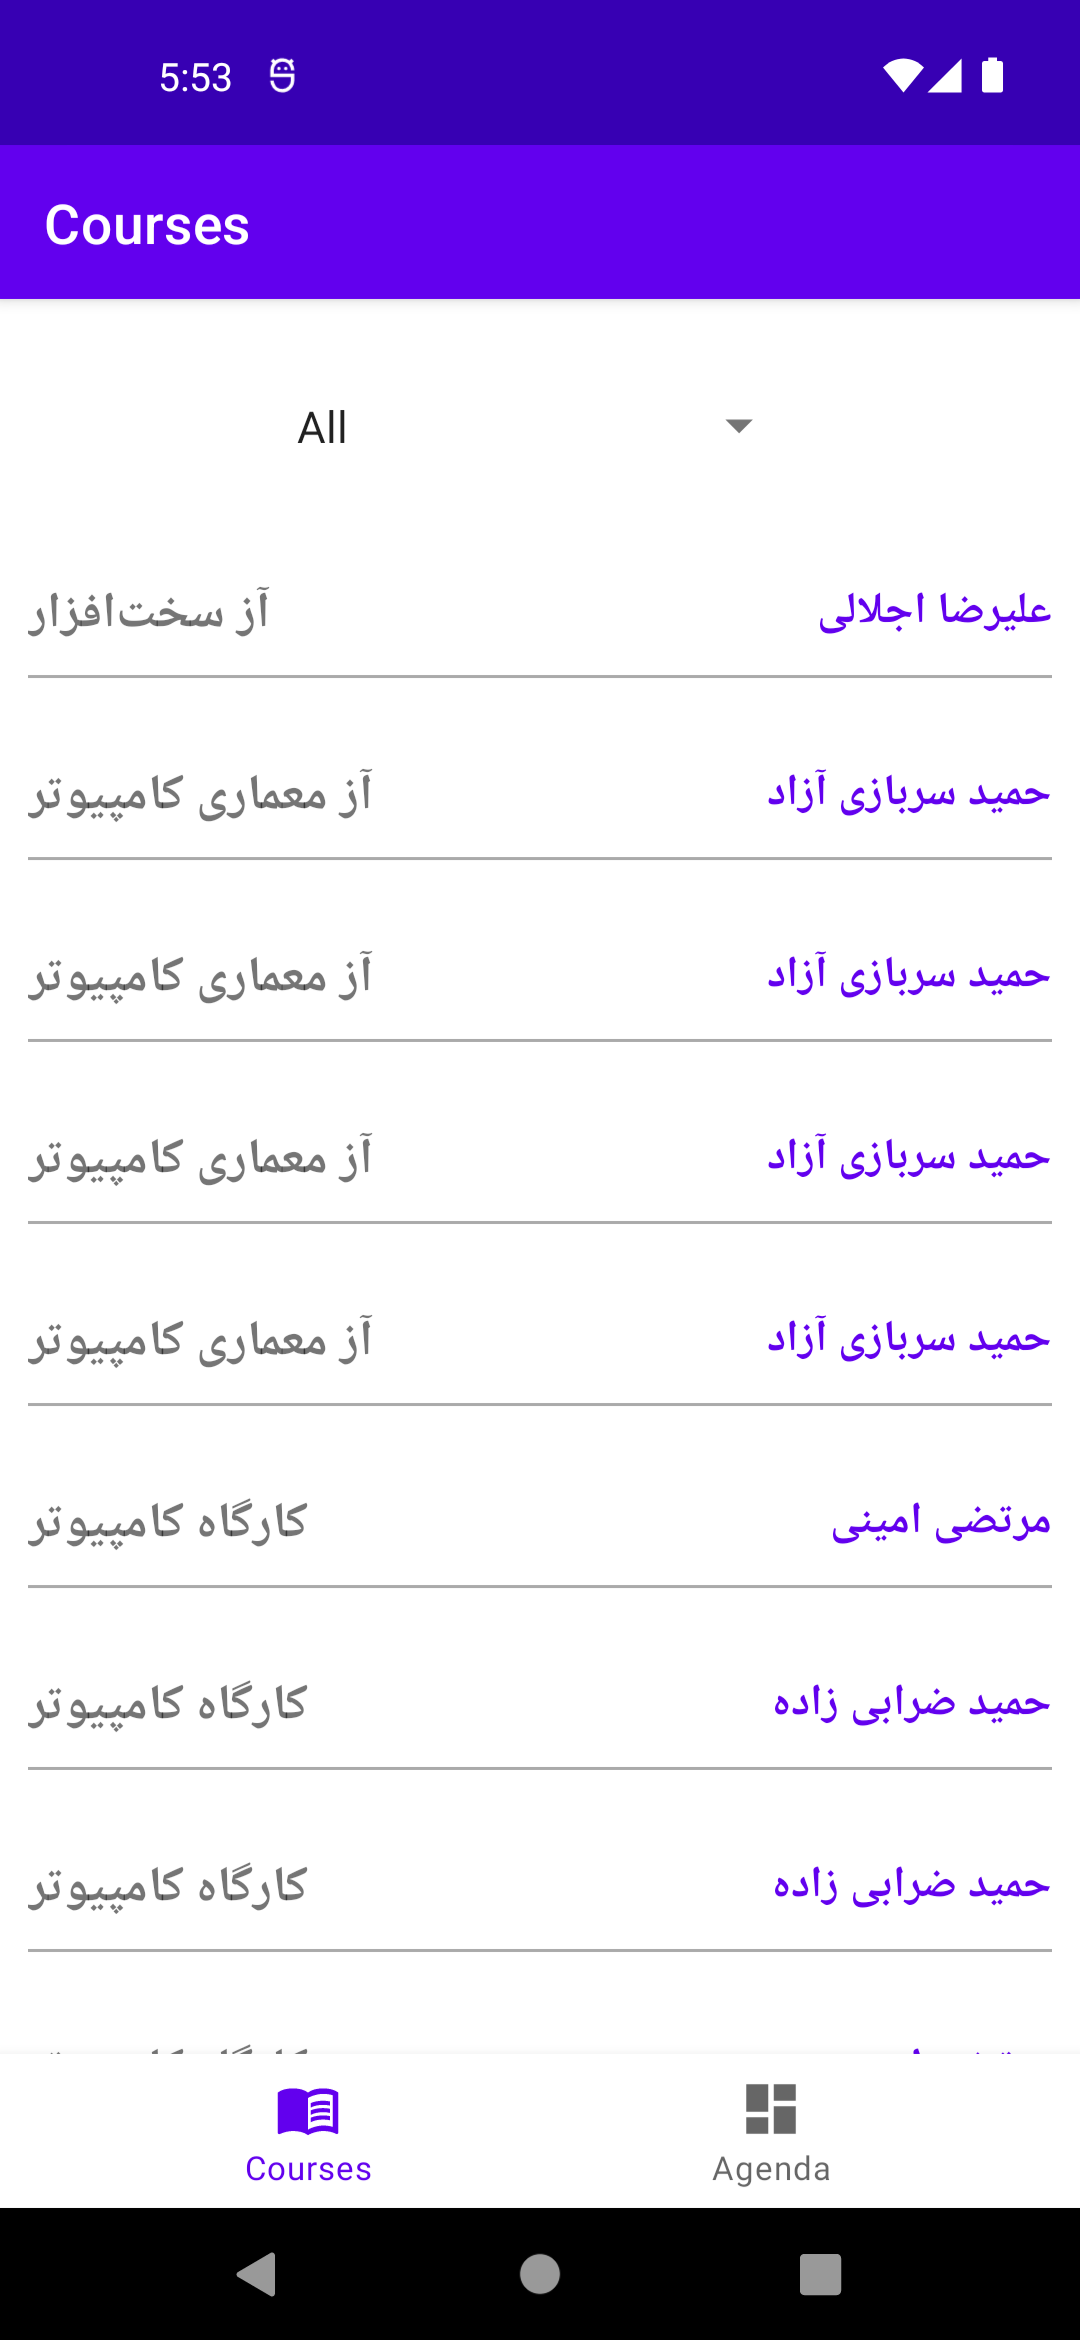 5:53
Courses
All
آز سخت‌افزار
علیرضا اجلالی
آز معماری کامپیوتر
حمید سربازی آزاد
آز معماری کامپیوتر
حمید سربازی آزاد
آز معماری کامپیوتر
حمید سربازی آزاد
آز معماری کامپیوتر
حمید سربازی آزاد
کارگاه کامپیوتر
مرتضی امینی
کارگاه کامپیوتر
حمید ضرابی زاده
کارگاه کامپیوتر
حمید ضرابی زاده
Courses
Agenda